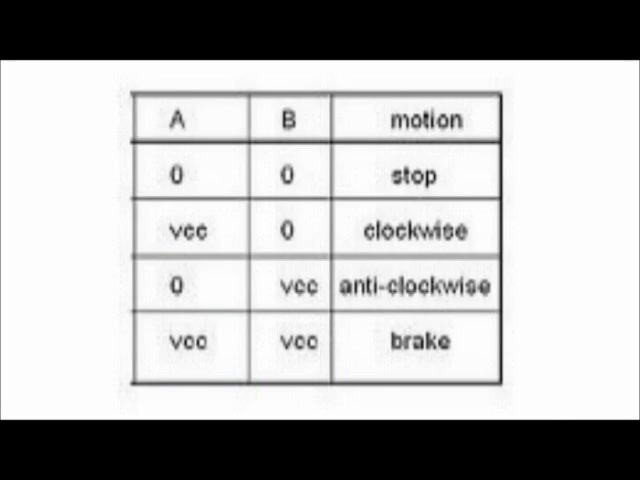 A B motion
0 0 stop
vcc 0 clockwise
0 vcc anti-clockwise
vcc vcc brake